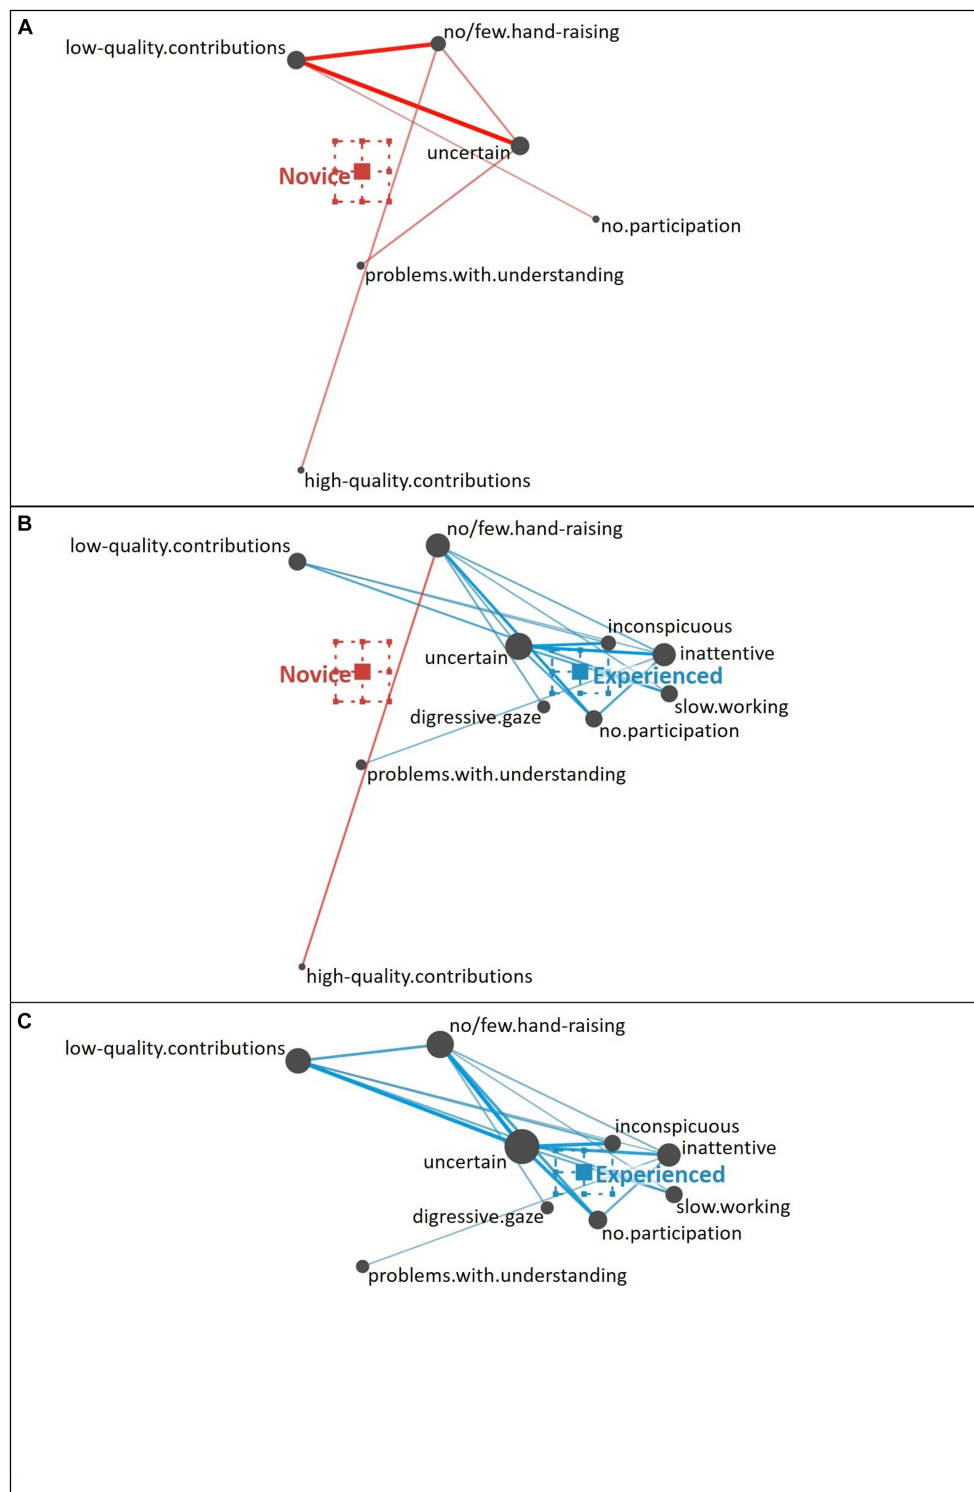 A
no/few.hand-raising
low-quality.contributions
uncertain
Novice
no.participation
problems.with.understanding
high-quality.contributions
B
no/few.hand-raising
low-quality.contributions
inconspicuous
uncertain
inattentive
Novice
Experienced
slow.working
digressive.gaze
no.participation
problems.with.understanding
high-quality.contributions
C
no/few.hand-raising
low-quality.contributions
inconspicuous
inattentive
uncertain
Experienced
slow.working
digressive.gaze
no.participation
problems.with.understanding